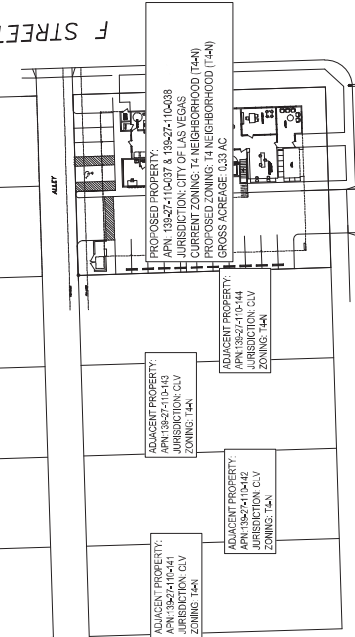 F STREET
ALLEY
PROPOSED PROPERTY:
APN: 139-27-110-037 & 139-27-110-038
JURISDICTION: CITY OF LAS VEGAS
CURRENT ZONING: T4 NEIGHBORHOOD (T4-N)
PROPOSED ZONING: T4 NEIGHBORHOOD (T4-N)
GROSS ACREAGE: 0.33 AC
ADJACENT PROPERTY:
APN:139-27-110-144
JURISDICTION: CLV
ZONING: T4-N
ADJACENT PROPERTY:
APN:139-27-110-143
JURISDICTION: CLV
ZONING: T4-N
ADJACENT PROPERTY:
APN:139-27-110-142
JURISDICTION: CLV
ZONING: T4-N
ADJACENT PROPERTY:
APN:139-27-110-141
JURISDICTION: CLV
ZONING: T4-N